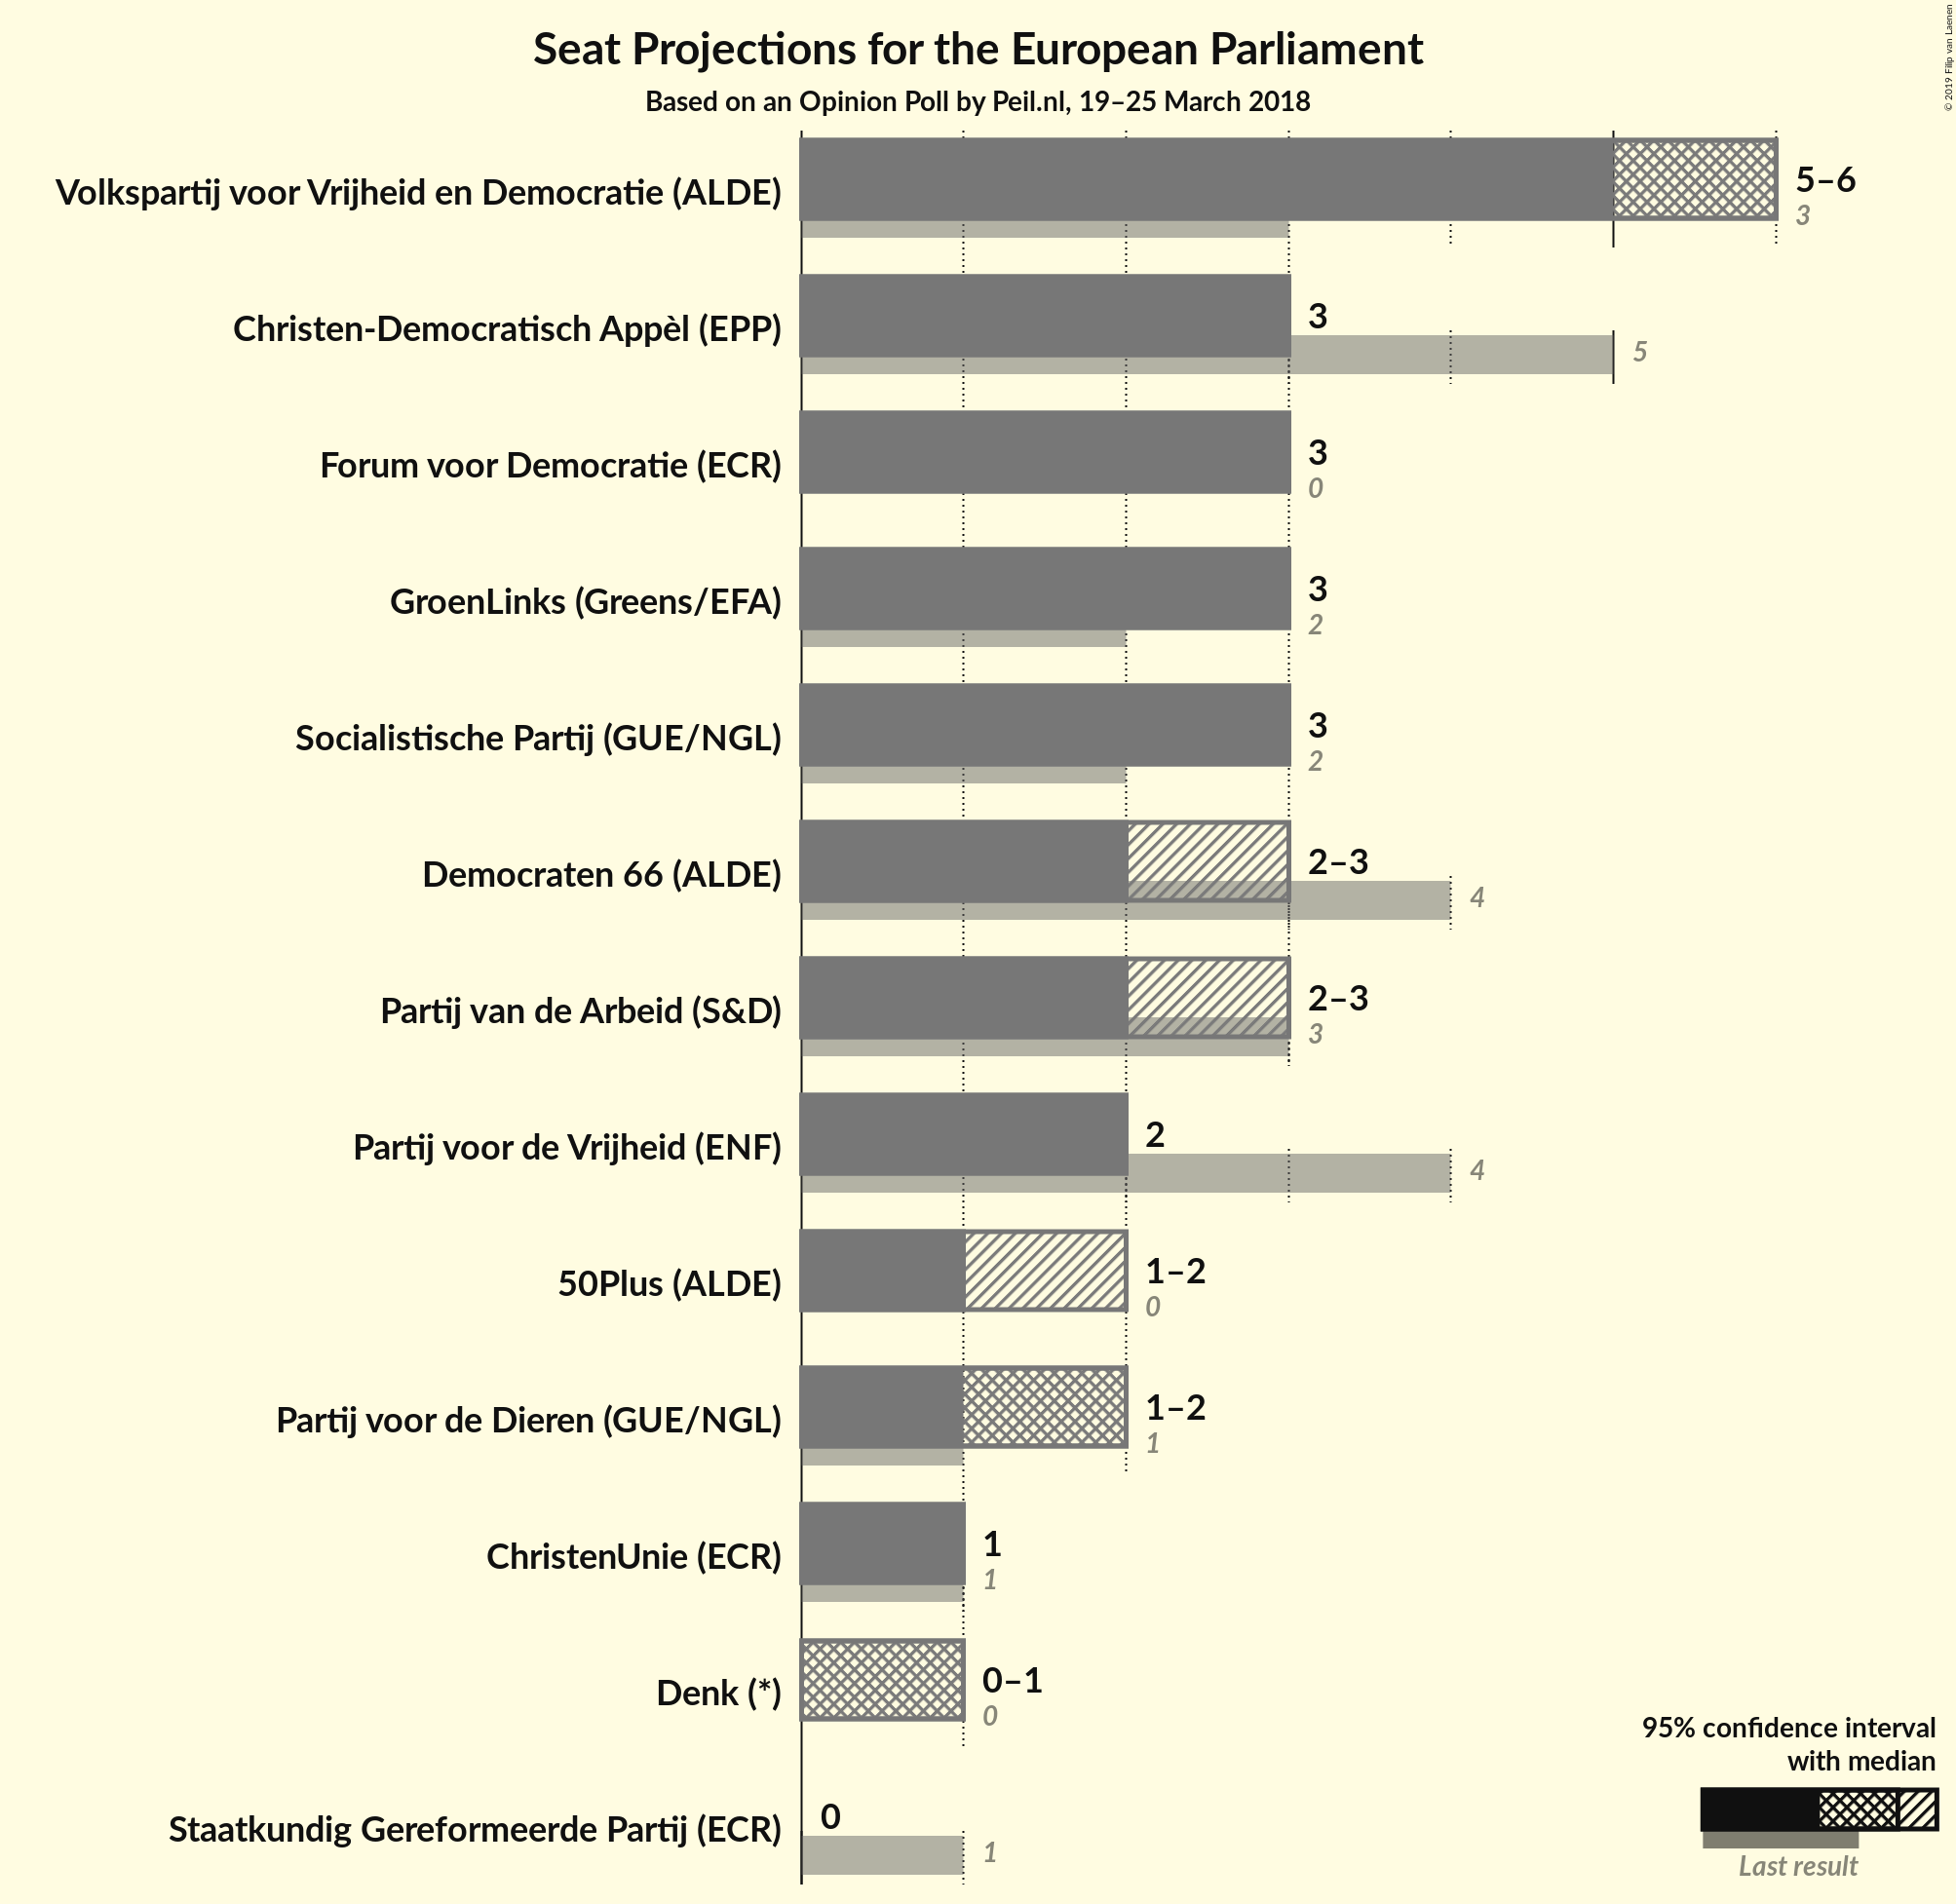 Seat Projections for the European Parliament
Based on an Opinion Poll by Peil.nl, 19–25 March 2018
© 2019 Filip van Laenen
Volkspartij voor Vrijheid en Democratie (ALDE)
5–6
3
Christen-Democratisch Appèl (EPP)
3
5
Forum voor Democratie (ECR)
3
0
GroenLinks (Greens/EFA)
3
2
Socialistische Partij (GUE/NGL)
3
2
Democraten 66 (ALDE)
2–3
4
Partij van de Arbeid (S&D)
2–3
3
Partij voor de Vrijheid (ENF)
2
4
50Plus (ALDE)
1–2
0
Partij voor de Dieren (GUE/NGL)
1–2
1
ChristenUnie (ECR)
1
1
Denk (*)
0–1
0
Staatkundig Gereformeerde Partij (ECR)
0
1
95% confidence interval
with median
Last result